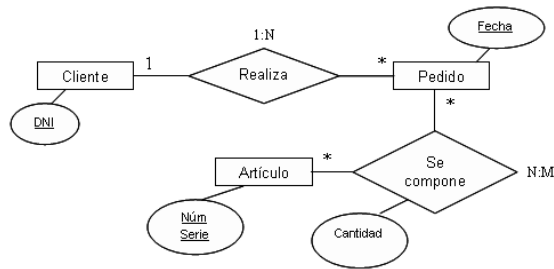 Fecha
1:N
Cliente
1
Realiza
*
Pedido
*
DNI
Artículo
*
Se
compone
N:M
Núm
Serie
Cantidad